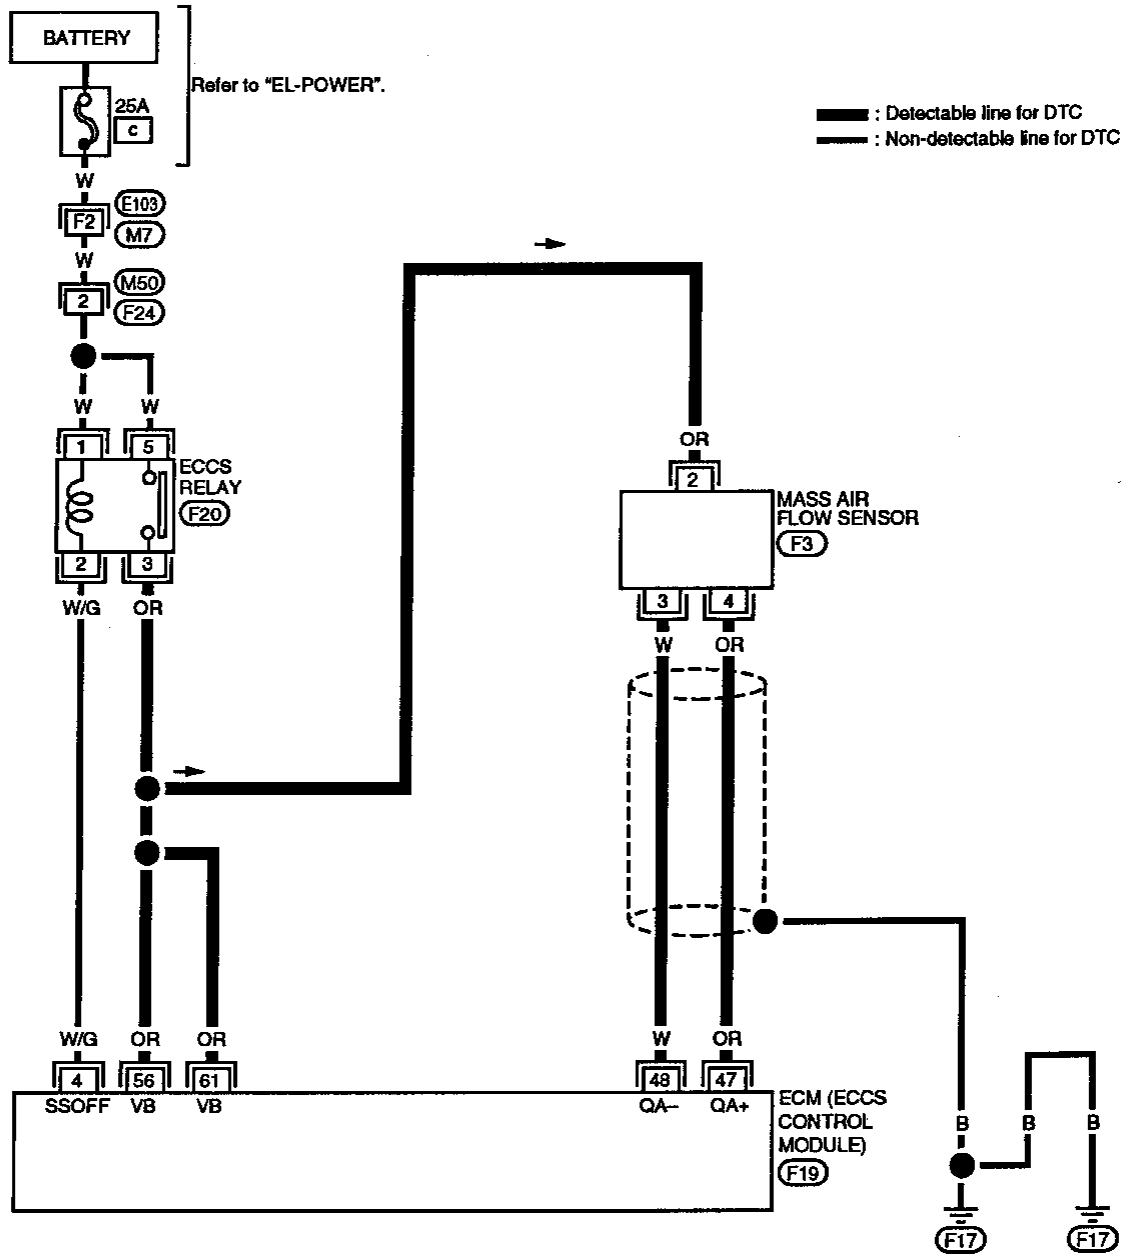 BATTERY
Refer to "EL-POWER".
25A
C
: Detectable line for DTC
: Non-detectable line for DTC
W
F2
E103
M7
W
2
M50
F24
W
W
1
5
ECCS
RELAY
F20
2
3
W/G
OR
OR
2
MASS AIR
FLOW SENSOR
F3
3
4
W
OR
W/G
OR
OR
W
OR
4
56
61
48
47
SSOFF
VB
VB
QA-
QA+
ECM (ECCS
CONTROL
MODULE)
F19
B
B
B
F17
F17